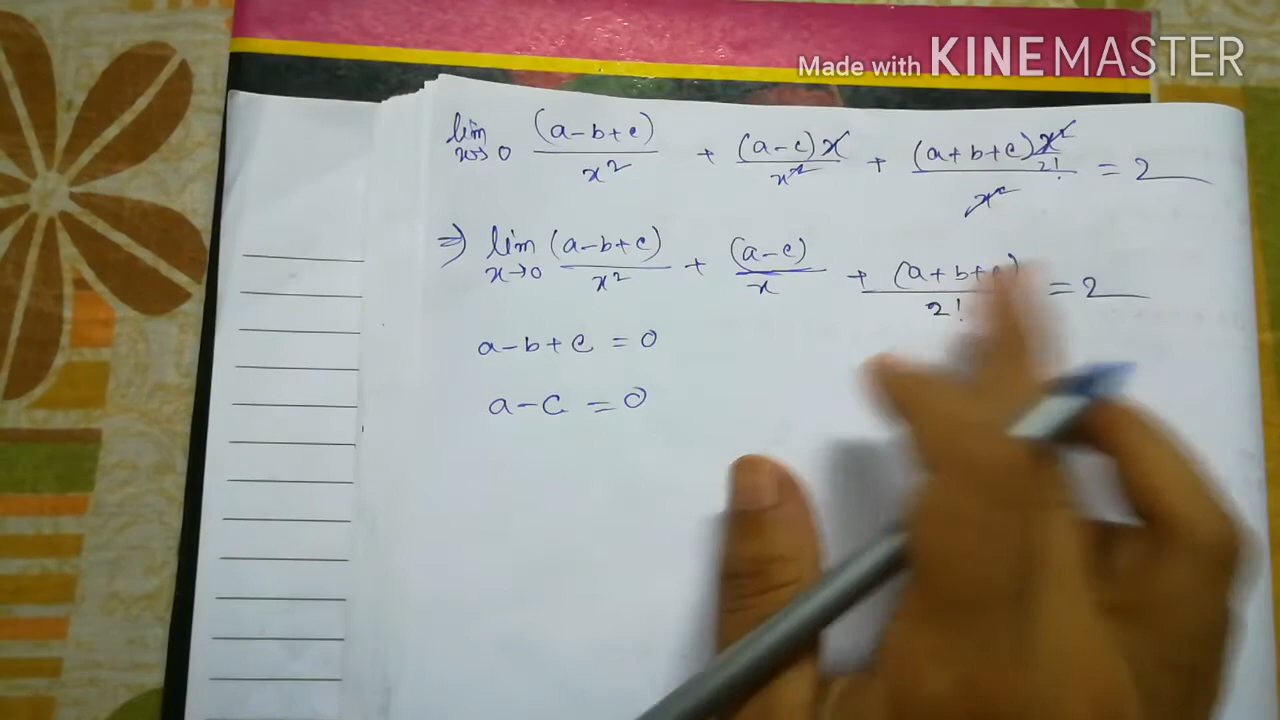 Made with KINEMASTER
lim x→0 (a-b+c)/x² + (a-c)x/x² + (a+b+c)x²/2!/x² = 2
⇒ lim x→0 (a-b+c)/x² + (a-c)/x + (a+b+c)/2! = 2
a-b+c = 0
a-c = 0